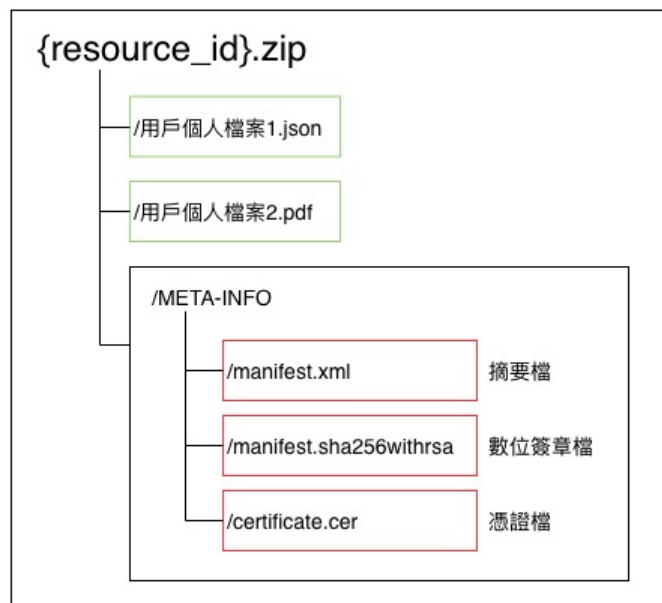 {resource_id}.zip
/用戶個人檔案1.json
/用戶個人檔案2.pdf
/META-INFO
/manifest.xml 摘要檔
/manifest.sha256withrsa 數位簽章檔
/certificate.cer 憑證檔